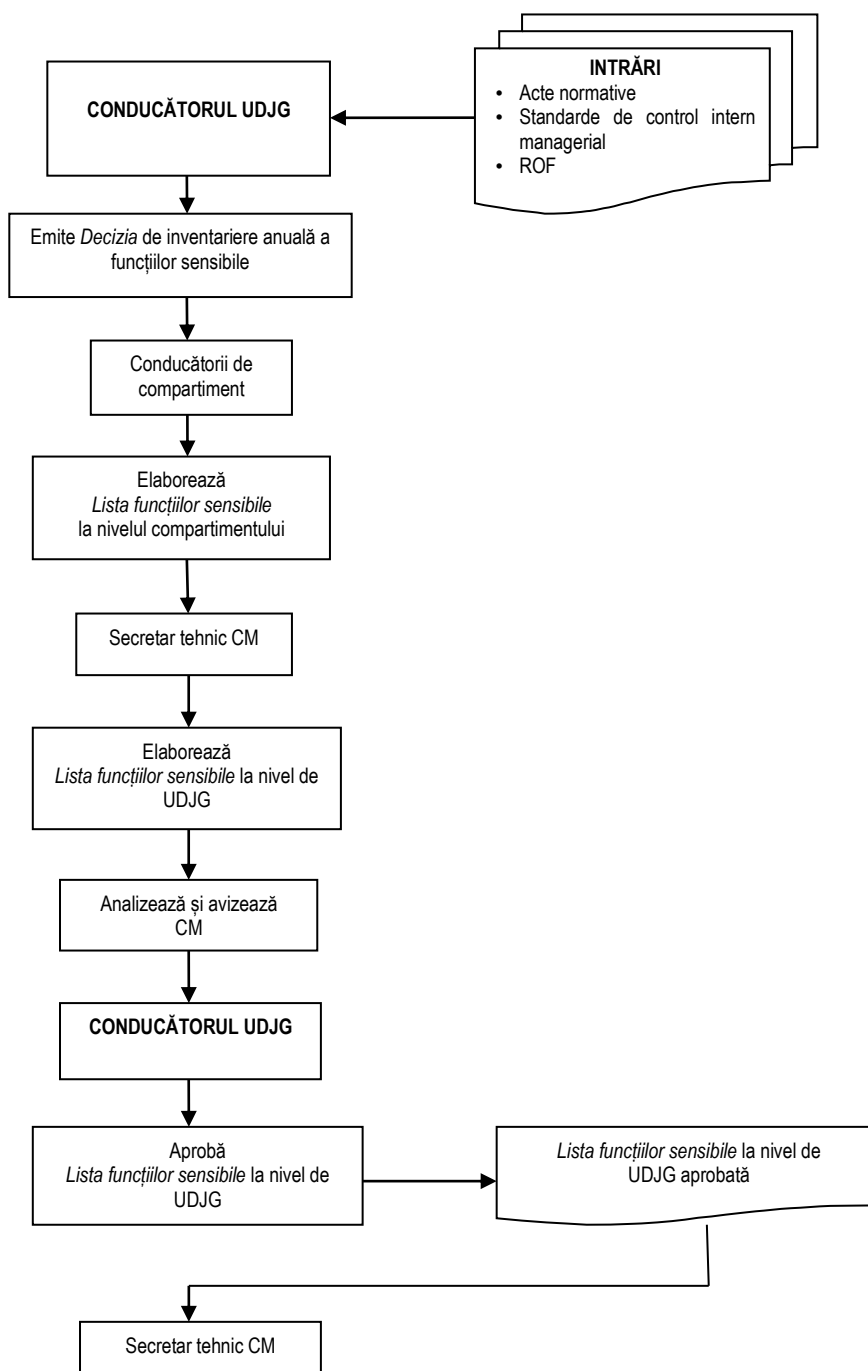 CONDUCĂTORUL UDJG
INTRĂRI
• Acte normative
• Standarde de control intern
managerial
• ROF
Emite Decizia de inventariere anuală a
funcțiilor sensibile
Conducătorii de
compartiment
Elaborează
Lista funcțiilor sensibile
la nivelul compartimentului
Secretar tehnic CM
Elaborează
Lista funcțiilor sensibile la nivel de
UDJG
Analizează și avizează
CM
CONDUCĂTORUL UDJG
Aprobă
Lista funcțiilor sensibile la nivel de
UDJG
Lista funcțiilor sensibile la nivel de
UDJG aprobată
Secretar tehnic CM